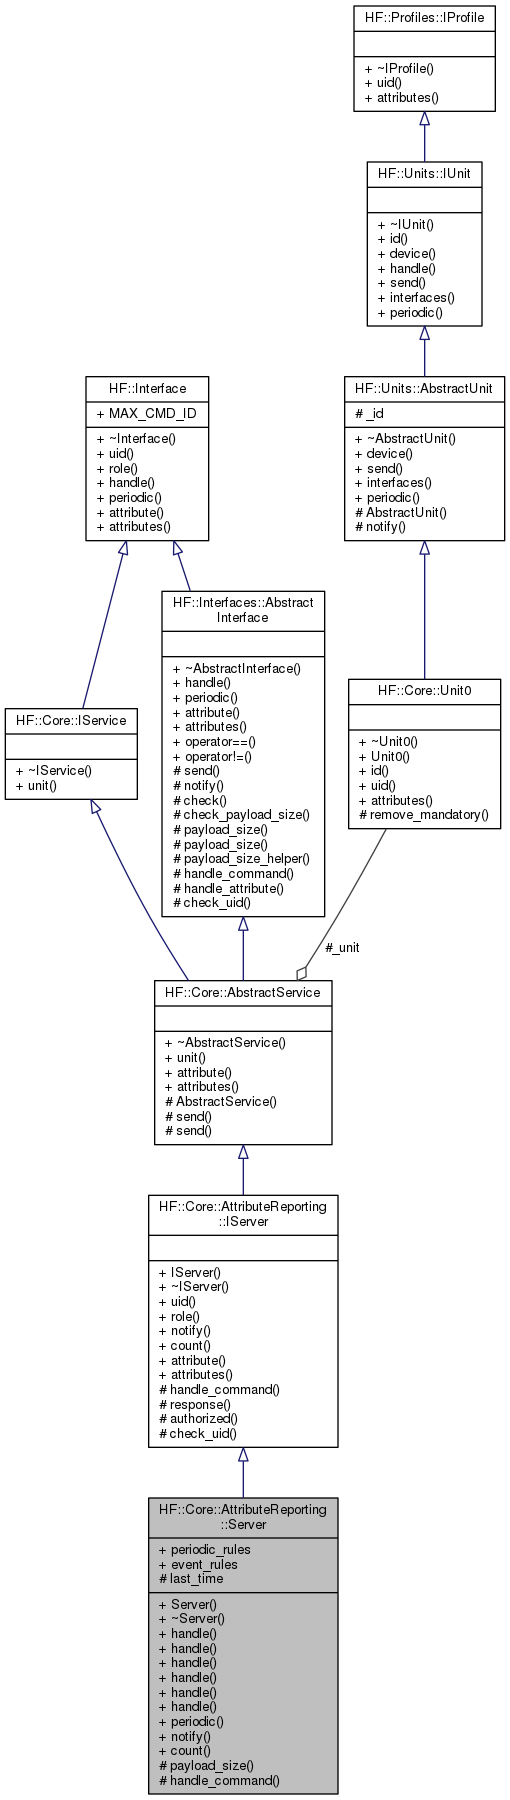 HF::Profiles::IProfile
+ ~IProfile()
+ uid()
+ attributes()
HF::Units::IUnit
+ ~IUnit()
+ id()
+ device()
+ handle()
+ send()
+ interfaces()
+ periodic()
HF::Interface
+ MAX_CMD_ID
+ ~Interface()
+ uid()
+ role()
+ handle()
+ periodic()
+ attribute()
+ attributes()
HF::Units::AbstractUnit
# _id
+ ~AbstractUnit()
+ device()
+ send()
+ interfaces()
+ periodic()
# AbstractUnit()
# notify()
HF::Interfaces::Abstract
Interface
+ ~AbstractInterface()
+ handle()
+ periodic()
+ attribute()
+ attributes()
+ operator==()
+ operator!=()
# send()
# notify()
# check()
# check_payload_size()
# payload_size()
# payload_size()
# payload_size_helper()
# handle_command()
# handle_attribute()
# check_uid()
HF::Core::IService
+ ~IService()
+ unit()
HF::Core::Unit0
+ ~Unit0()
+ Unit0()
+ id()
+ uid()
+ attributes()
# remove_mandatory()
#_unit
HF::Core::AbstractService
+ ~AbstractService()
+ unit()
+ attribute()
+ attributes()
# AbstractService()
# send()
# send()
HF::Core::AttributeReporting
::IServer
+ IServer()
+ ~IServer()
+ uid()
+ role()
+ notify()
+ count()
+ attribute()
+ attributes()
# handle_command()
# response()
# authorized()
# check_uid()
HF::Core::AttributeReporting
::Server
+ periodic_rules
+ event_rules
# last_time
+ Server()
+ ~Server()
+ handle()
+ handle()
+ handle()
+ handle()
+ handle()
+ handle()
+ periodic()
+ notify()
+ count()
# payload_size()
# handle_command()